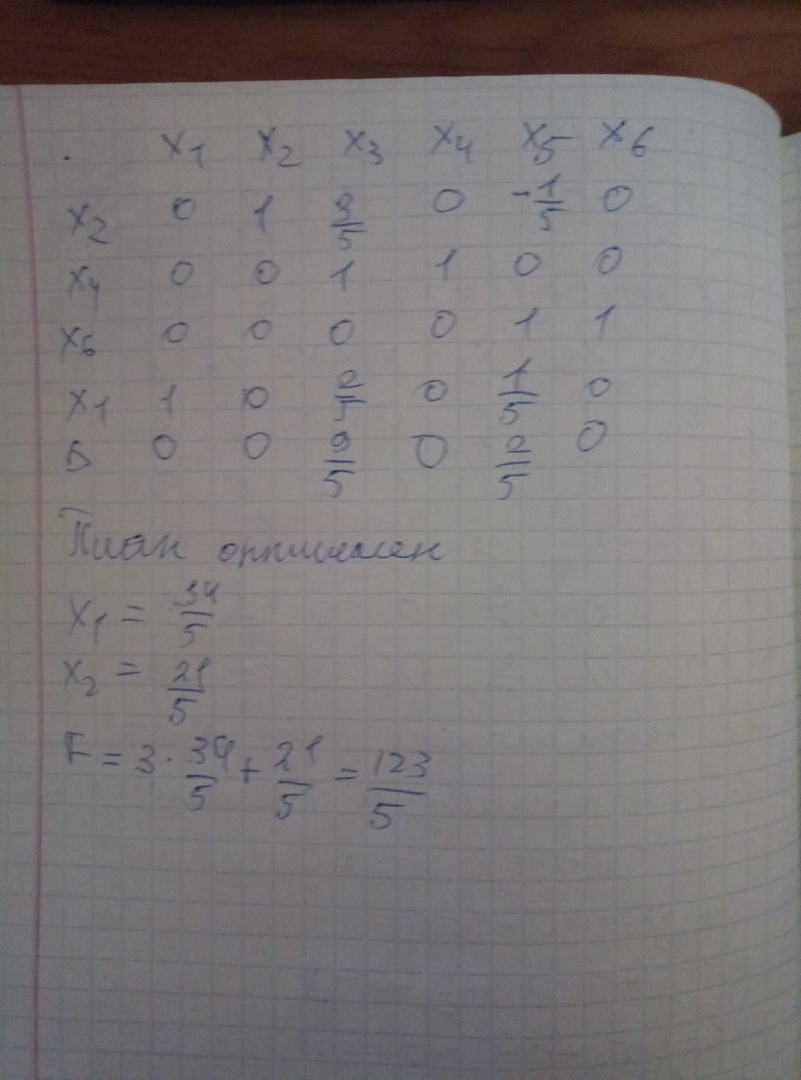 . x₁ x₂ x₃ x₄ x₅ x₆
x₂ 0 1 3/5 0 -1/5 0
x₄ 0 0 1 1 0 0
x₆ 0 0 0 0 1 1
x₁ 1 0 2/5 0 1/5 0
Δ 0 0 9/5 0 2/5 0
План оптимален
x₁ = 34/5
x₂ = 21/5
F = 3 · 34/5 + 21/5 = 123/5